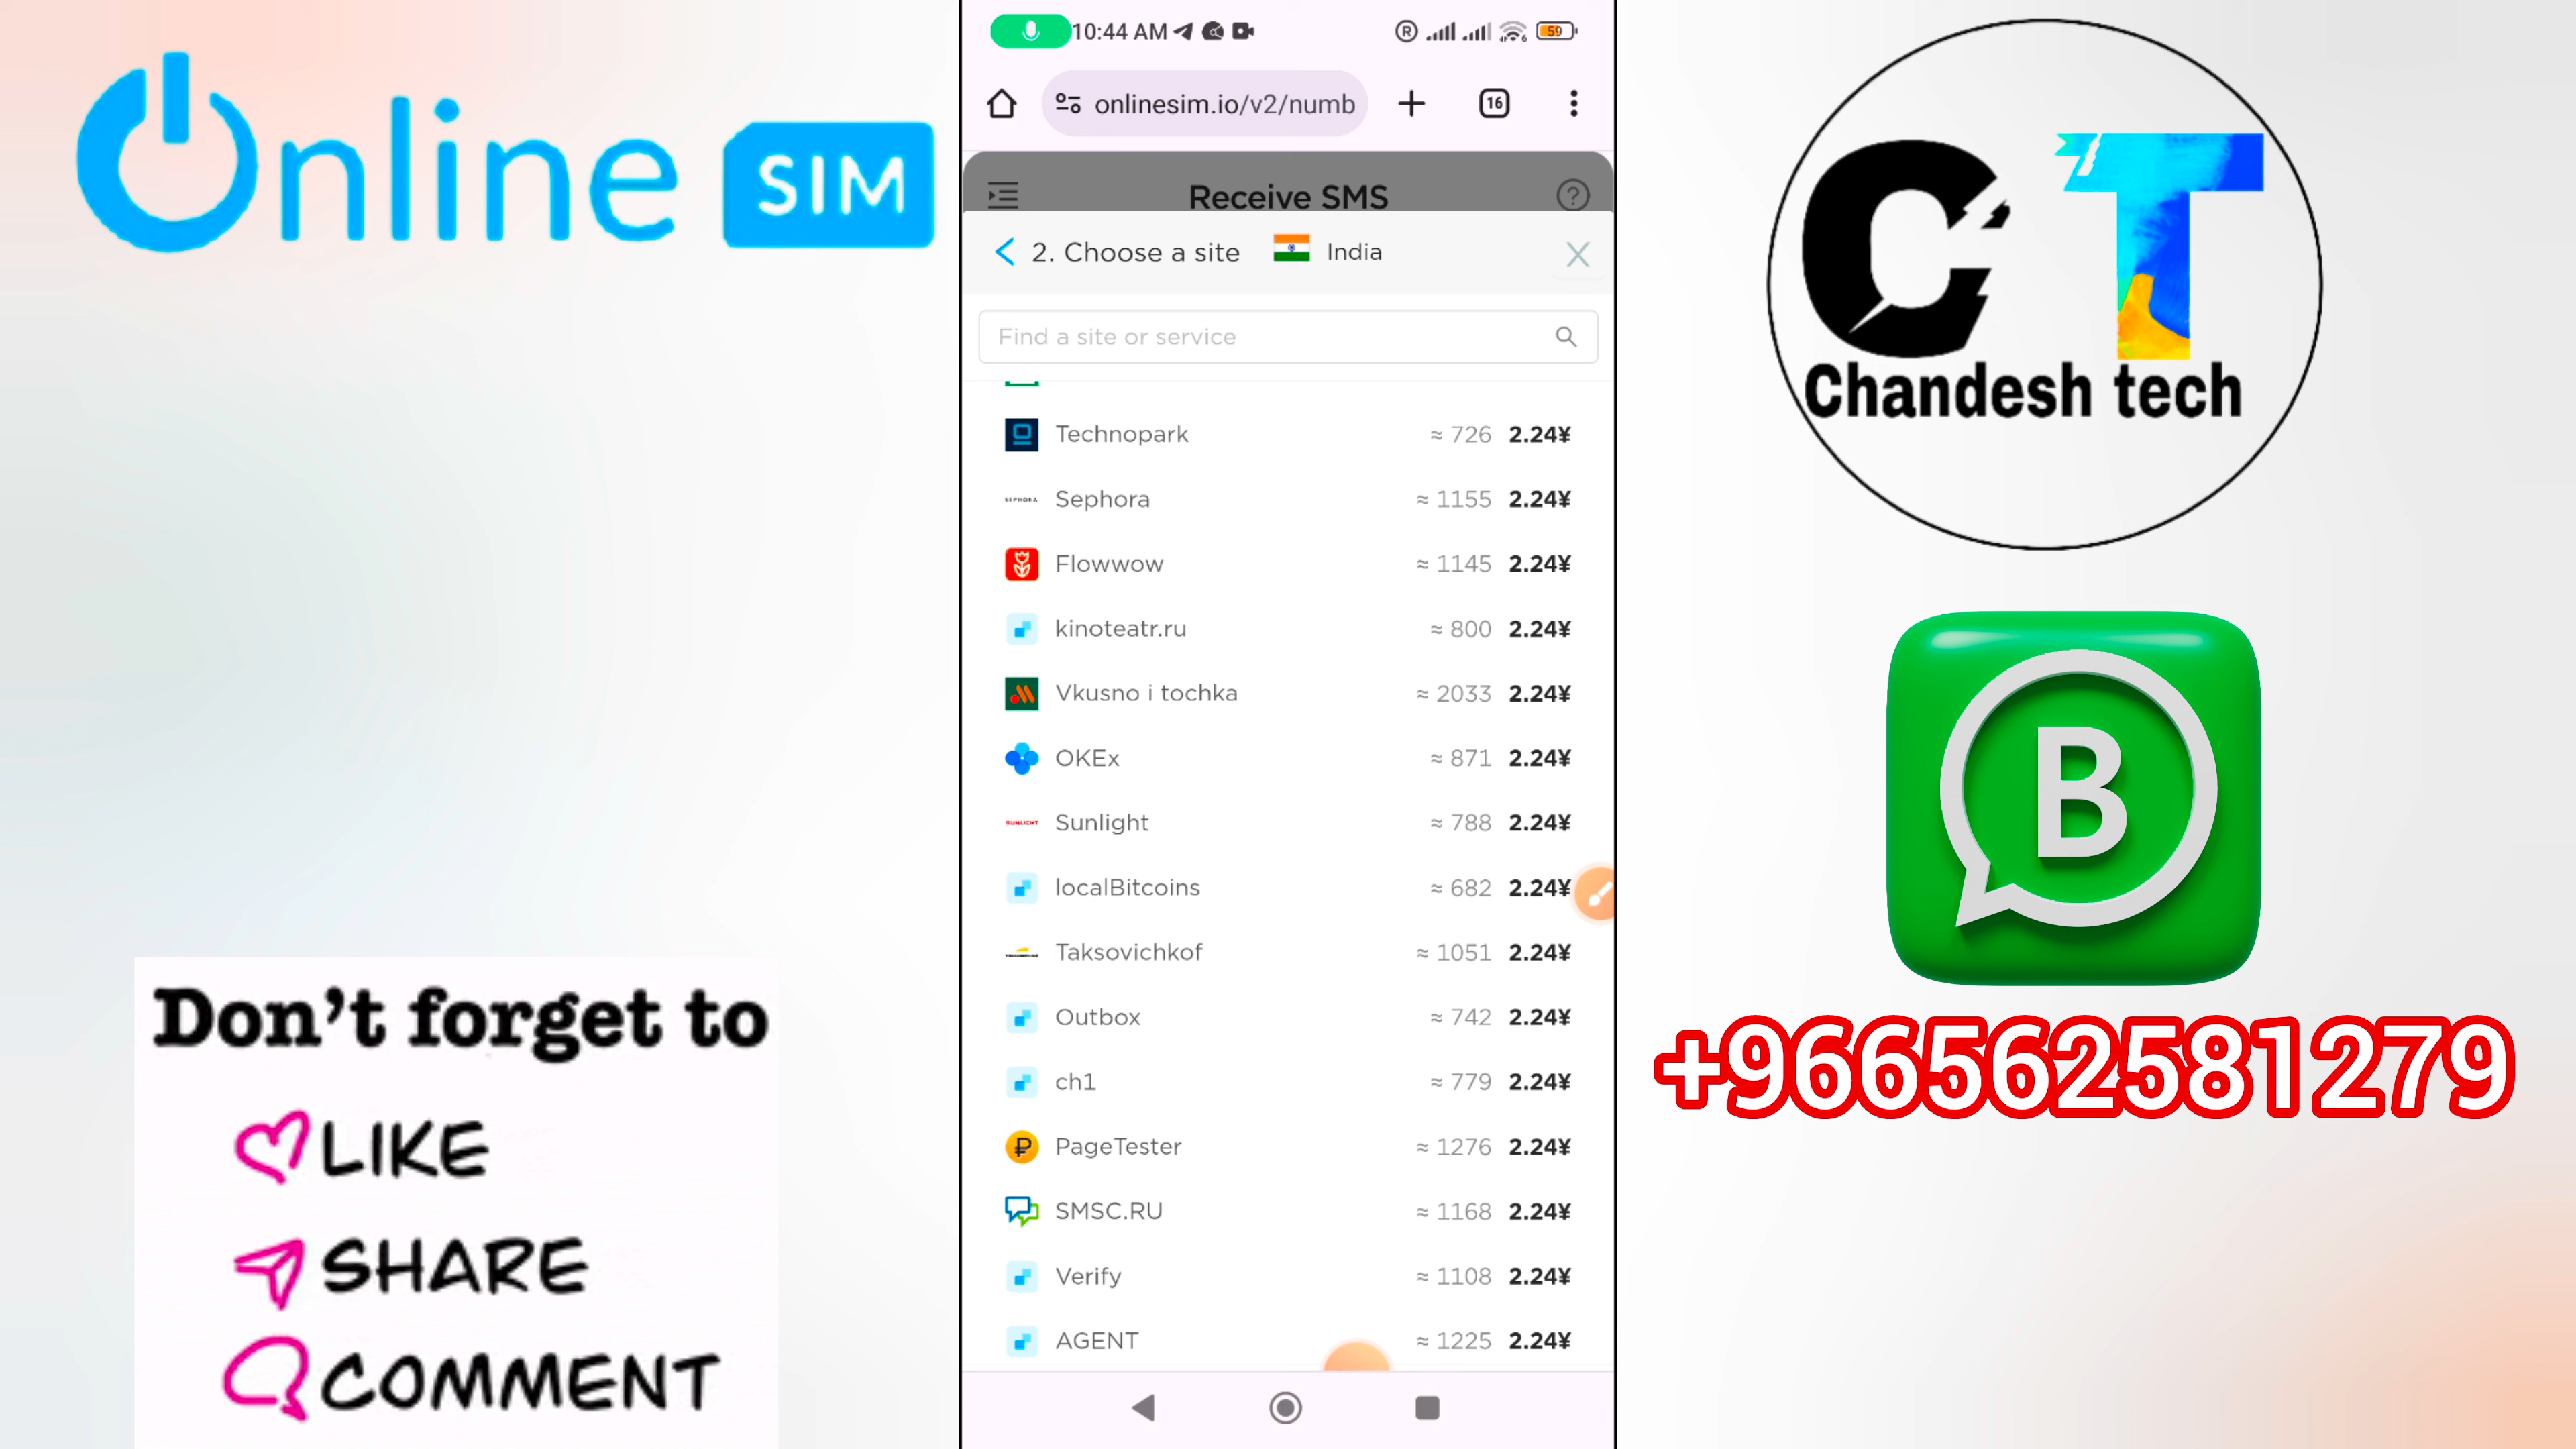 Online SIM
10:44 AM
59
onlinesim.io/v2/numb
16
Receive SMS
2. Choose a site India
Find a site or service
Technopark ≈ 726 2.24¥
SEPHORA Sephora ≈ 1155 2.24¥
Flowwow ≈ 1145 2.24¥
kinoteatr.ru ≈ 800 2.24¥
Vkusno i tochka ≈ 2033 2.24¥
OKEx ≈ 871 2.24¥
SUNLIGHT Sunlight ≈ 788 2.24¥
localBitcoins ≈ 682 2.24¥
Taksovichkof ≈ 1051 2.24¥
Outbox ≈ 742 2.24¥
ch1 ≈ 779 2.24¥
PageTester ≈ 1276 2.24¥
SMSC.RU ≈ 1168 2.24¥
Verify ≈ 1108 2.24¥
AGENT ≈ 1225 2.24¥
Don't forget to
LIKE
SHARE
COMMENT
CT
Chandesh tech
B
+966562581279